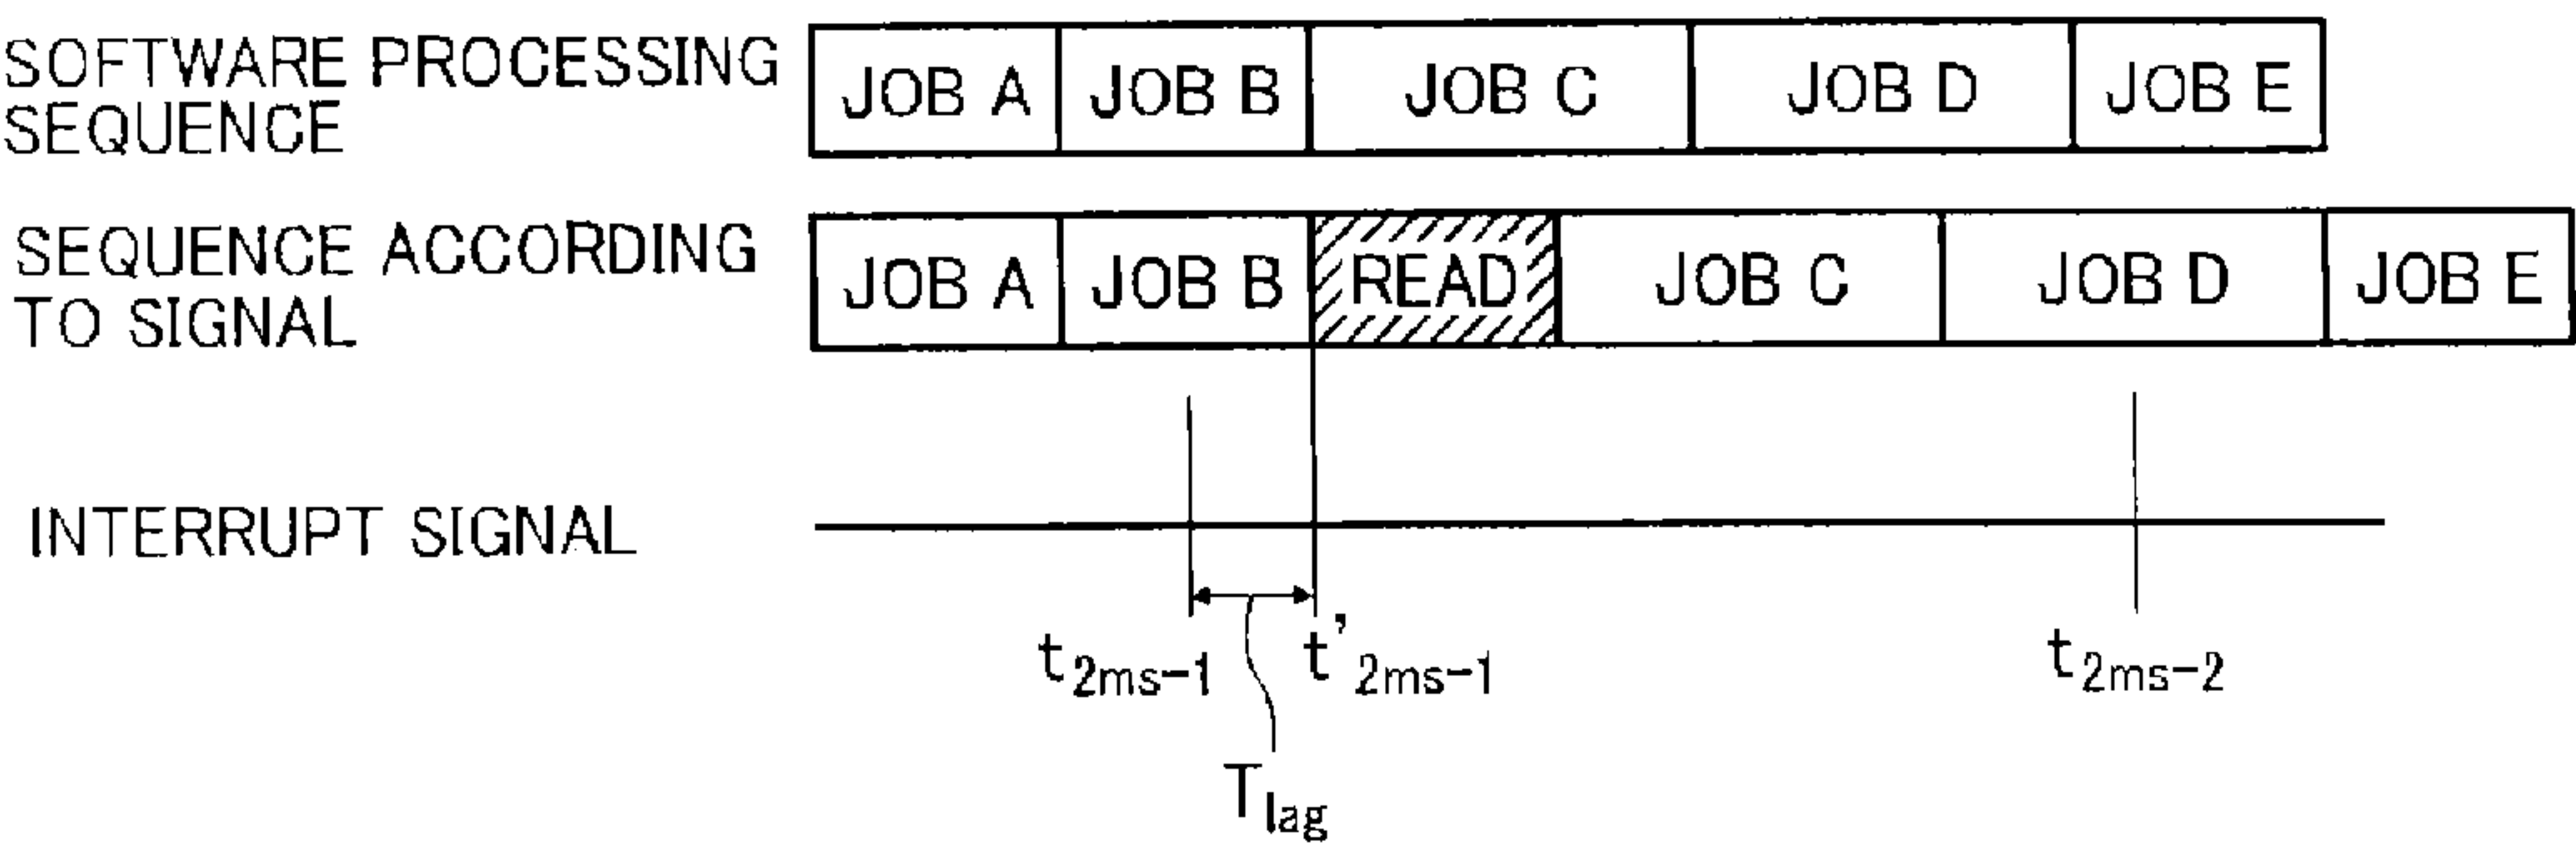 SOFTWARE PROCESSING
SEQUENCE
JOB A JOB B JOB C JOB D JOB E
SEQUENCE ACCORDING
TO SIGNAL
JOB A JOB B READ JOB C JOB D JOB E
INTERRUPT SIGNAL
t2ms-1 t'2ms-1 t2ms-2
Tlag